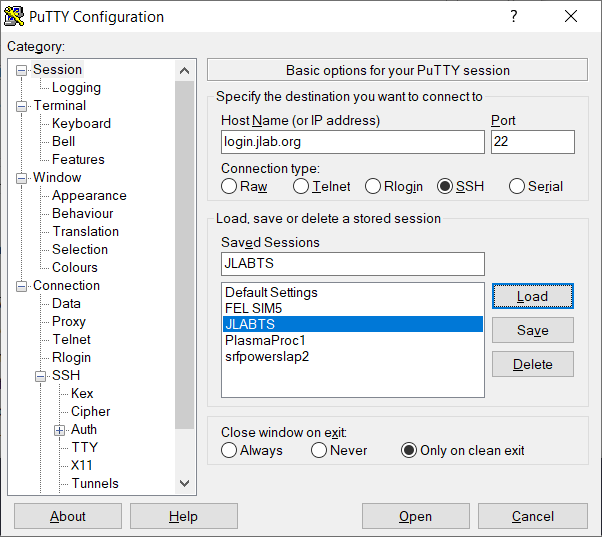 PuTTY Configuration
?
Category:
Session
Logging
Terminal
Keyboard
Bell
Features
Window
Appearance
Behaviour
Translation
Selection
Colours
Connection
Data
Proxy
Telnet
Rlogin
SSH
Kex
Cipher
Auth
TTY
X11
Tunnels
Basic options for your PuTTY session
Specify the destination you want to connect to
Host Name (or IP address) Port
login.jlab.org 22
Connection type:
Raw Telnet Rlogin SSH Serial
Load, save or delete a stored session
Saved Sessions
JLABTS
Default Settings
FEL SIM5
JLABTS
PlasmaProc1
srfpowerslap2
Load
Save
Delete
Close window on exit:
Always Never Only on clean exit
About Help Open Cancel